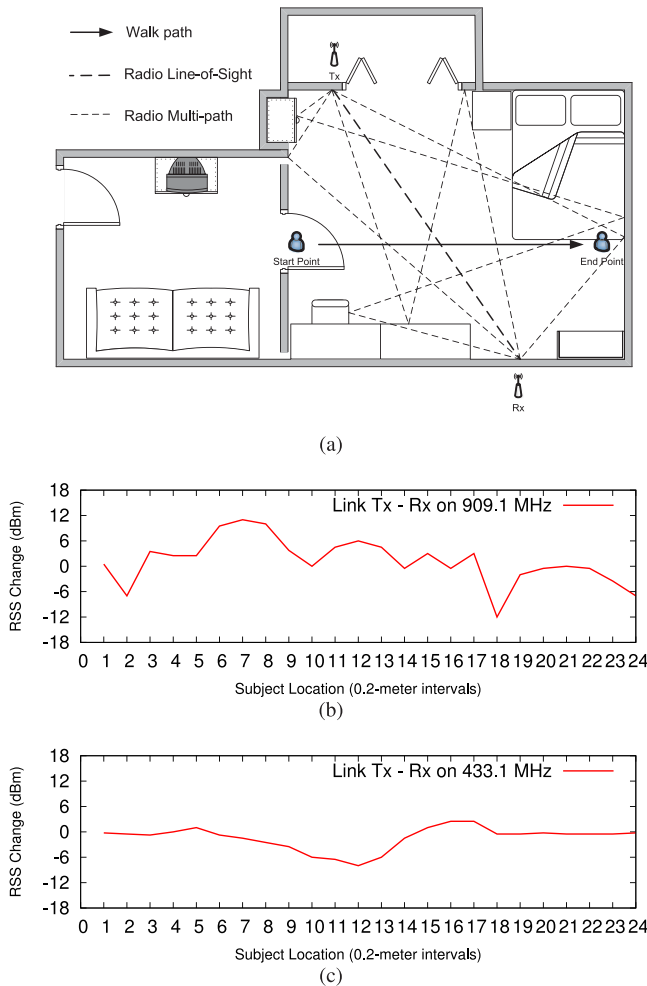 Walk path
Radio Line-of-Sight
Radio Multi-path
Tx
Start Point
End Point
Rx
(a)
18
12
6
0
-6
-12
-18
RSS Change (dBm)
Link Tx - Rx on 909.1 MHz
0 1 2 3 4 5 6 7 8 9 10 11 12 13 14 15 16 17 18 19 20 21 22 23 24
Subject Location (0.2-meter intervals)
(b)
18
12
6
0
-6
-12
-18
RSS Change (dBm)
Link Tx - Rx on 433.1 MHz
0 1 2 3 4 5 6 7 8 9 10 11 12 13 14 15 16 17 18 19 20 21 22 23 24
Subject Location (0.2-meter intervals)
(c)